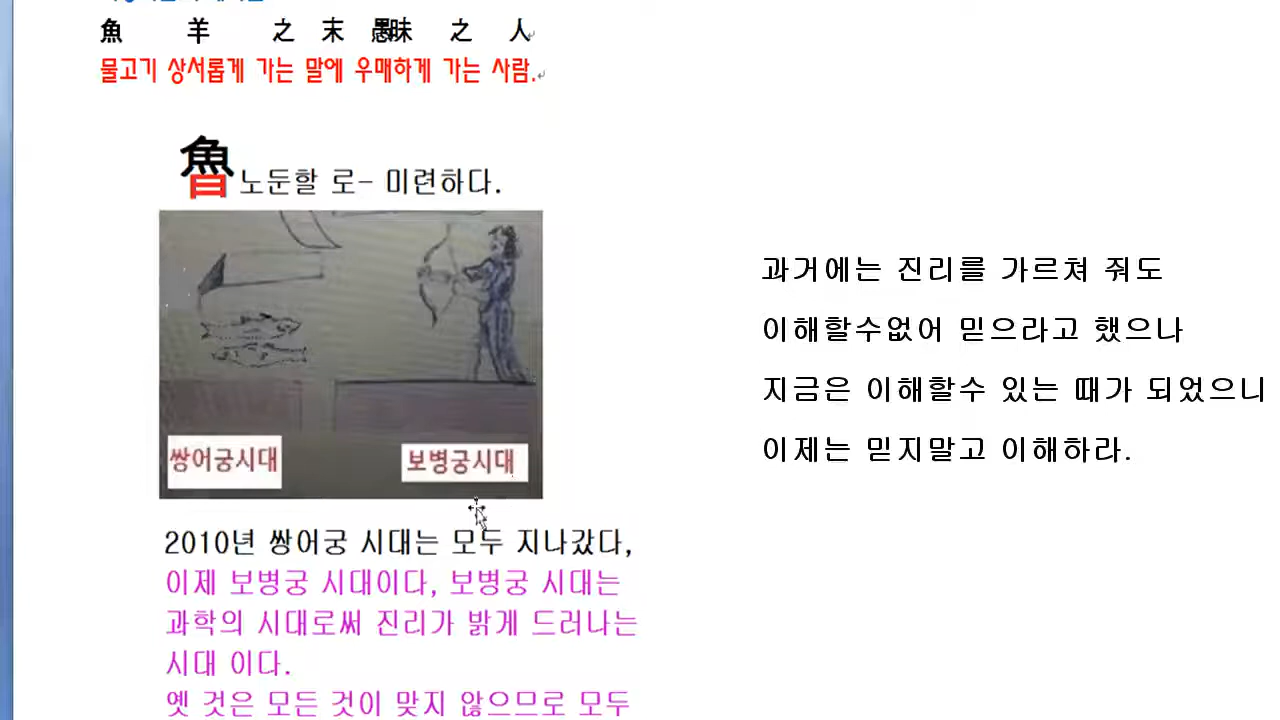 魚 羊 之 末 愚昧 之 人
물고기 상서롭게 가는 말에 우매하게 가는 사람.
魯 노둔할 로- 미련하다.
쌍어궁시대
보병궁시대
2010년 쌍어궁 시대는 모두 지나갔다,
이제 보병궁 시대이다, 보병궁 시대는
과학의 시대로써 진리가 밝게 드러나는
시대 이다.
옛 것은 모든 것이 맞지 않으므로 모두
과거에는 진리를 가르쳐 줘도
이해할수없어 믿으라고 했으나
지금은 이해할수 있는 때가 되었으니
이제는 믿지말고 이해하라.